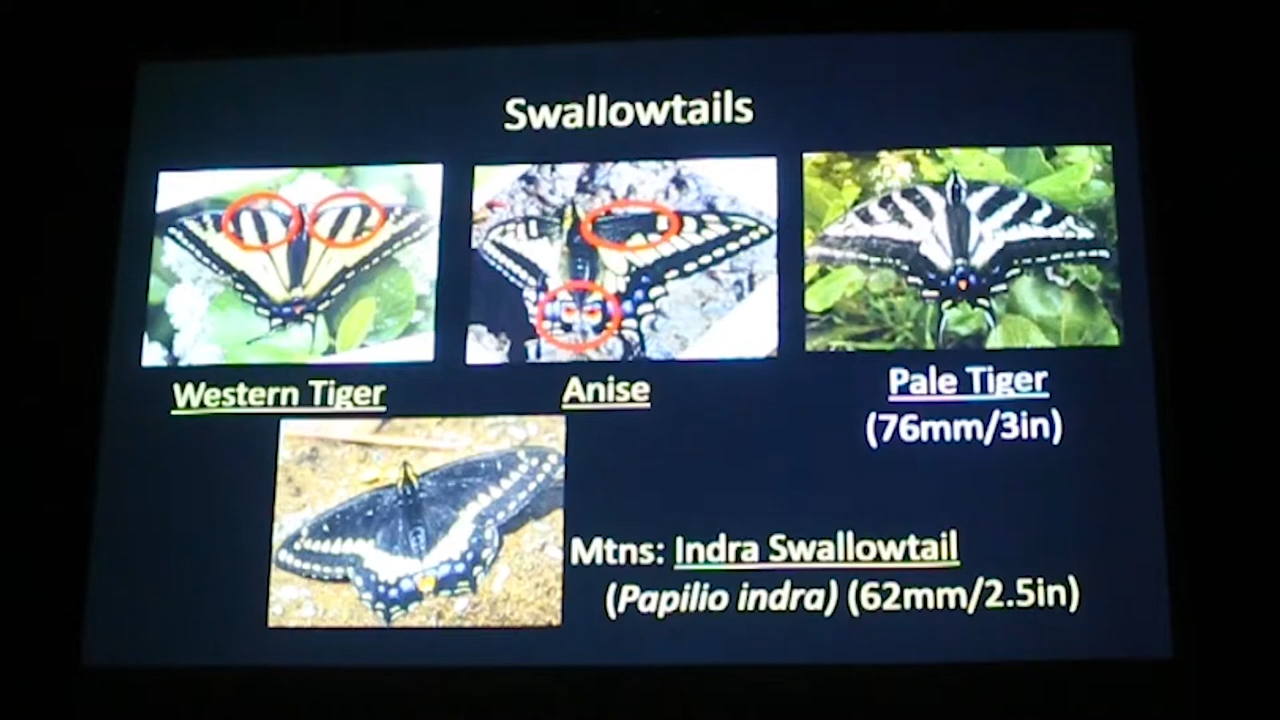 Swallowtails
Western Tiger
Anise
Pale Tiger
(76mm/3in)
Mtns: Indra Swallowtail
(Papilio indra) (62mm/2.5in)